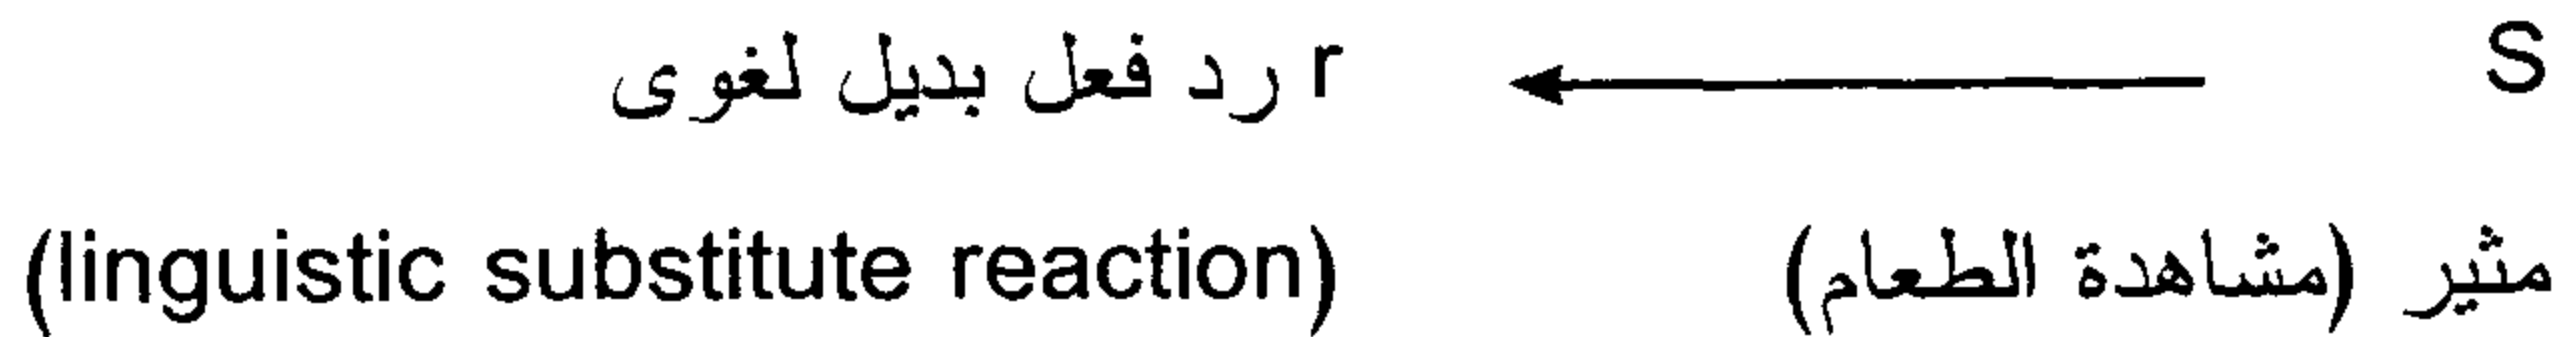 S ← r رد فعل بديل لغوى
مثير (مشاهدة الطعام) (linguistic substitute reaction)